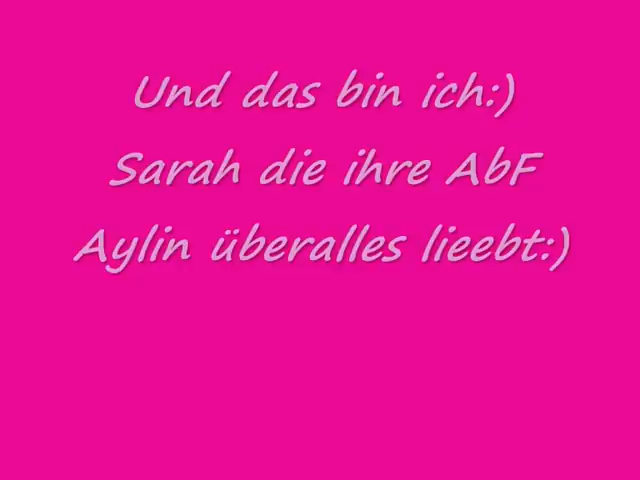 Und das bin ich:)
Sarah die ihre AbF
Aylin überalles lieebt:)